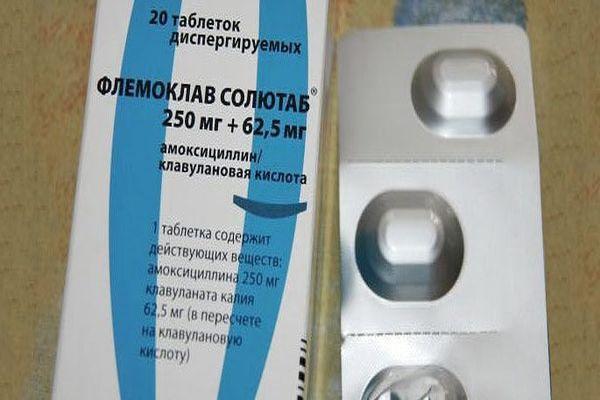 20 таблеток
диспергируемых
ФЛЕМОКЛАВ СОЛЮТАБ®
250 мг + 62,5 мг
амоксициллин/
клавулановая кислота
1 таблетка содержит
действующих веществ:
амоксициллина 250 мг
клавуланата калия
62,5 мг (в пересчете
на клавулановую
кислоту)